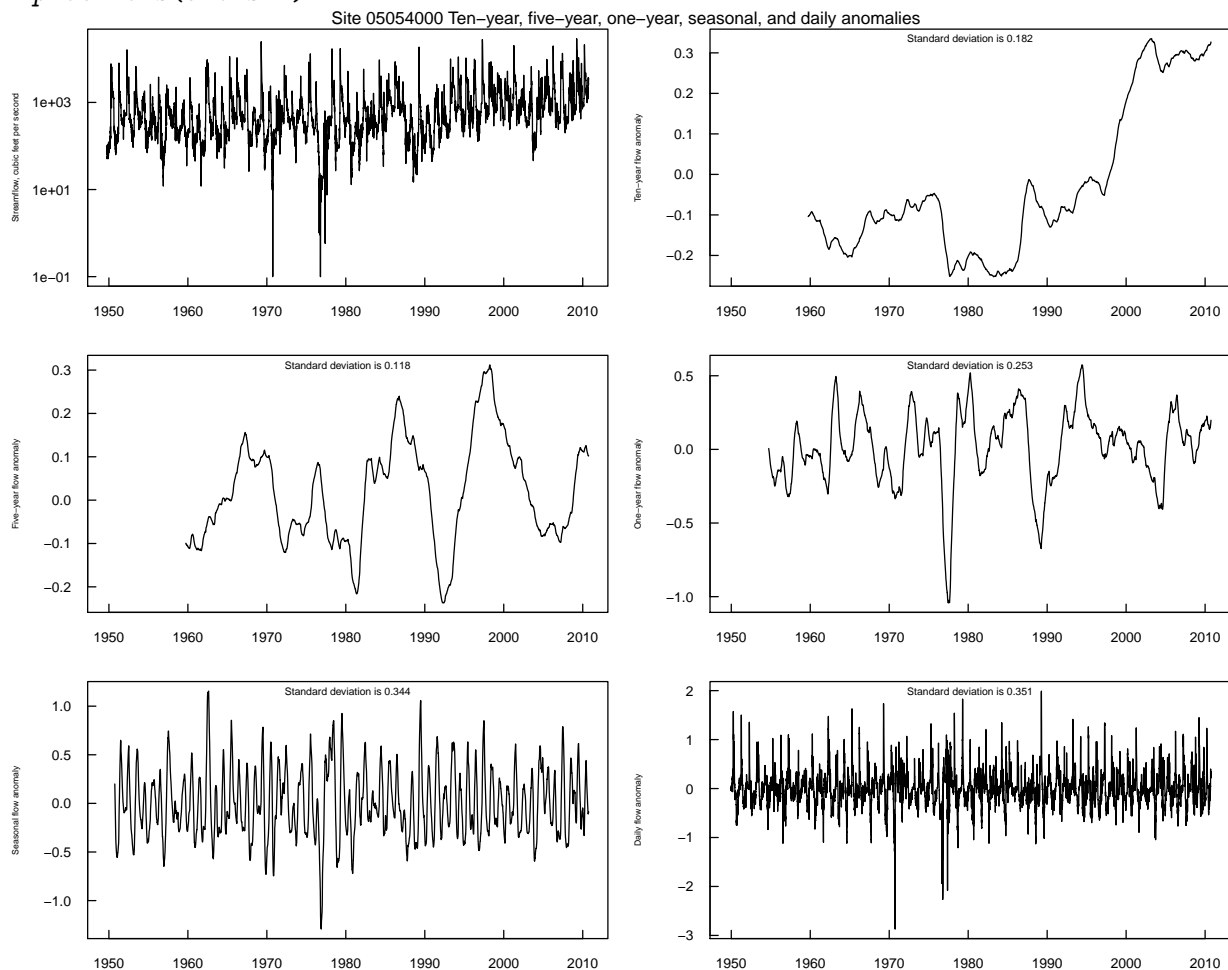 Site 05054000 Ten−year, five−year, one−year, seasonal, and daily anomalies
Streamflow, cubic feet per second
1e+03
1e+01
1e−01
1950 1960 1970 1980 1990 2000 2010
Standard deviation is 0.182
Ten−year flow anomaly
0.3
0.2
0.1
0.0
−0.1
−0.2
1950 1960 1970 1980 1990 2000 2010
Standard deviation is 0.118
Five−year flow anomaly
0.3
0.2
0.1
0.0
−0.1
−0.2
1950 1960 1970 1980 1990 2000 2010
Standard deviation is 0.253
One−year flow anomaly
0.5
0.0
−0.5
−1.0
1950 1960 1970 1980 1990 2000 2010
Standard deviation is 0.344
Seasonal flow anomaly
1.0
0.5
0.0
−0.5
−1.0
1950 1960 1970 1980 1990 2000 2010
Standard deviation is 0.351
Daily flow anomaly
2
1
0
−1
−2
−3
1950 1960 1970 1980 1990 2000 2010